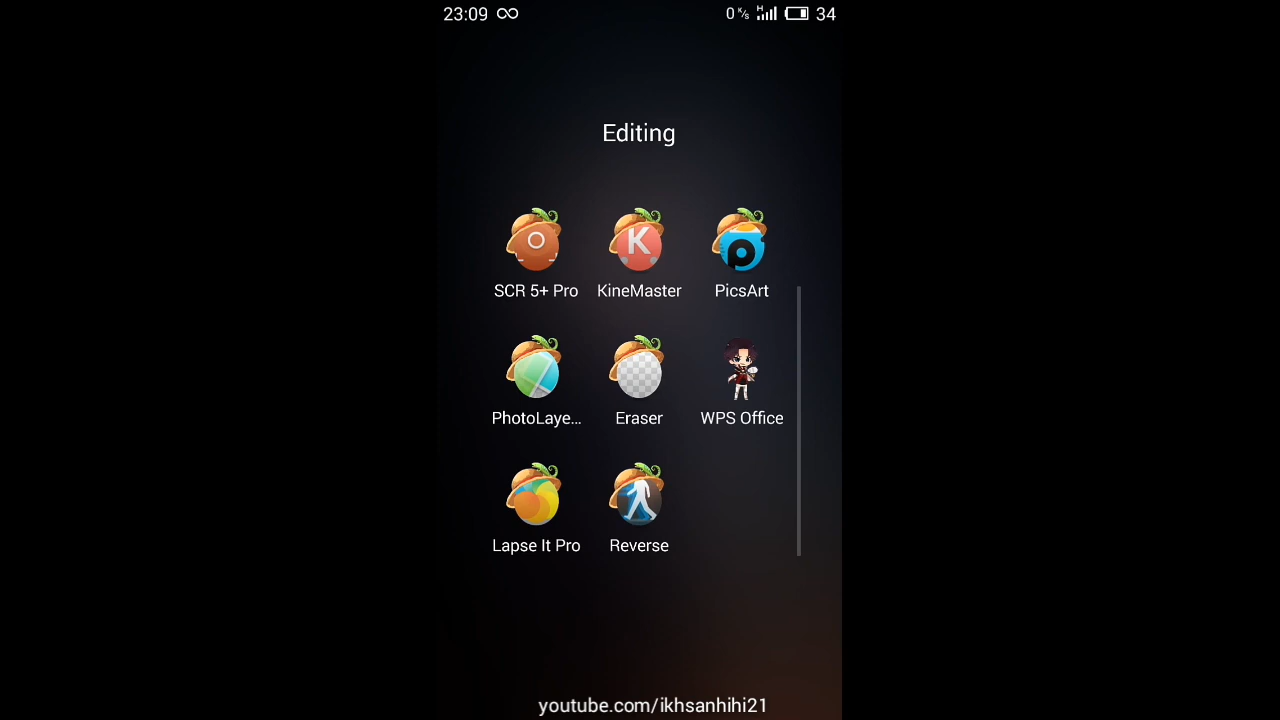 23:09 0 K/s H 34
Editing
SCR 5+ Pro KineMaster PicsArt
PhotoLaye... Eraser WPS Office
Lapse It Pro Reverse
youtube.com/ikhsanhihi21